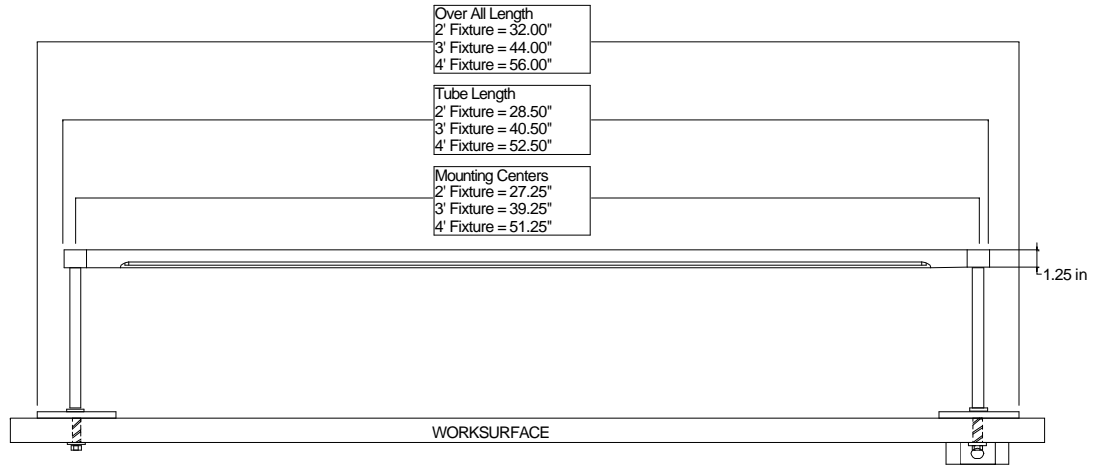 Over All Length
2' Fixture = 32.00"
3' Fixture = 44.00"
4' Fixture = 56.00"
Tube Length
2' Fixture = 28.50"
3' Fixture = 40.50"
4' Fixture = 52.50"
Mounting Centers
2' Fixture = 27.25"
3' Fixture = 39.25"
4' Fixture = 51.25"
1.25 in
WORKSURFACE